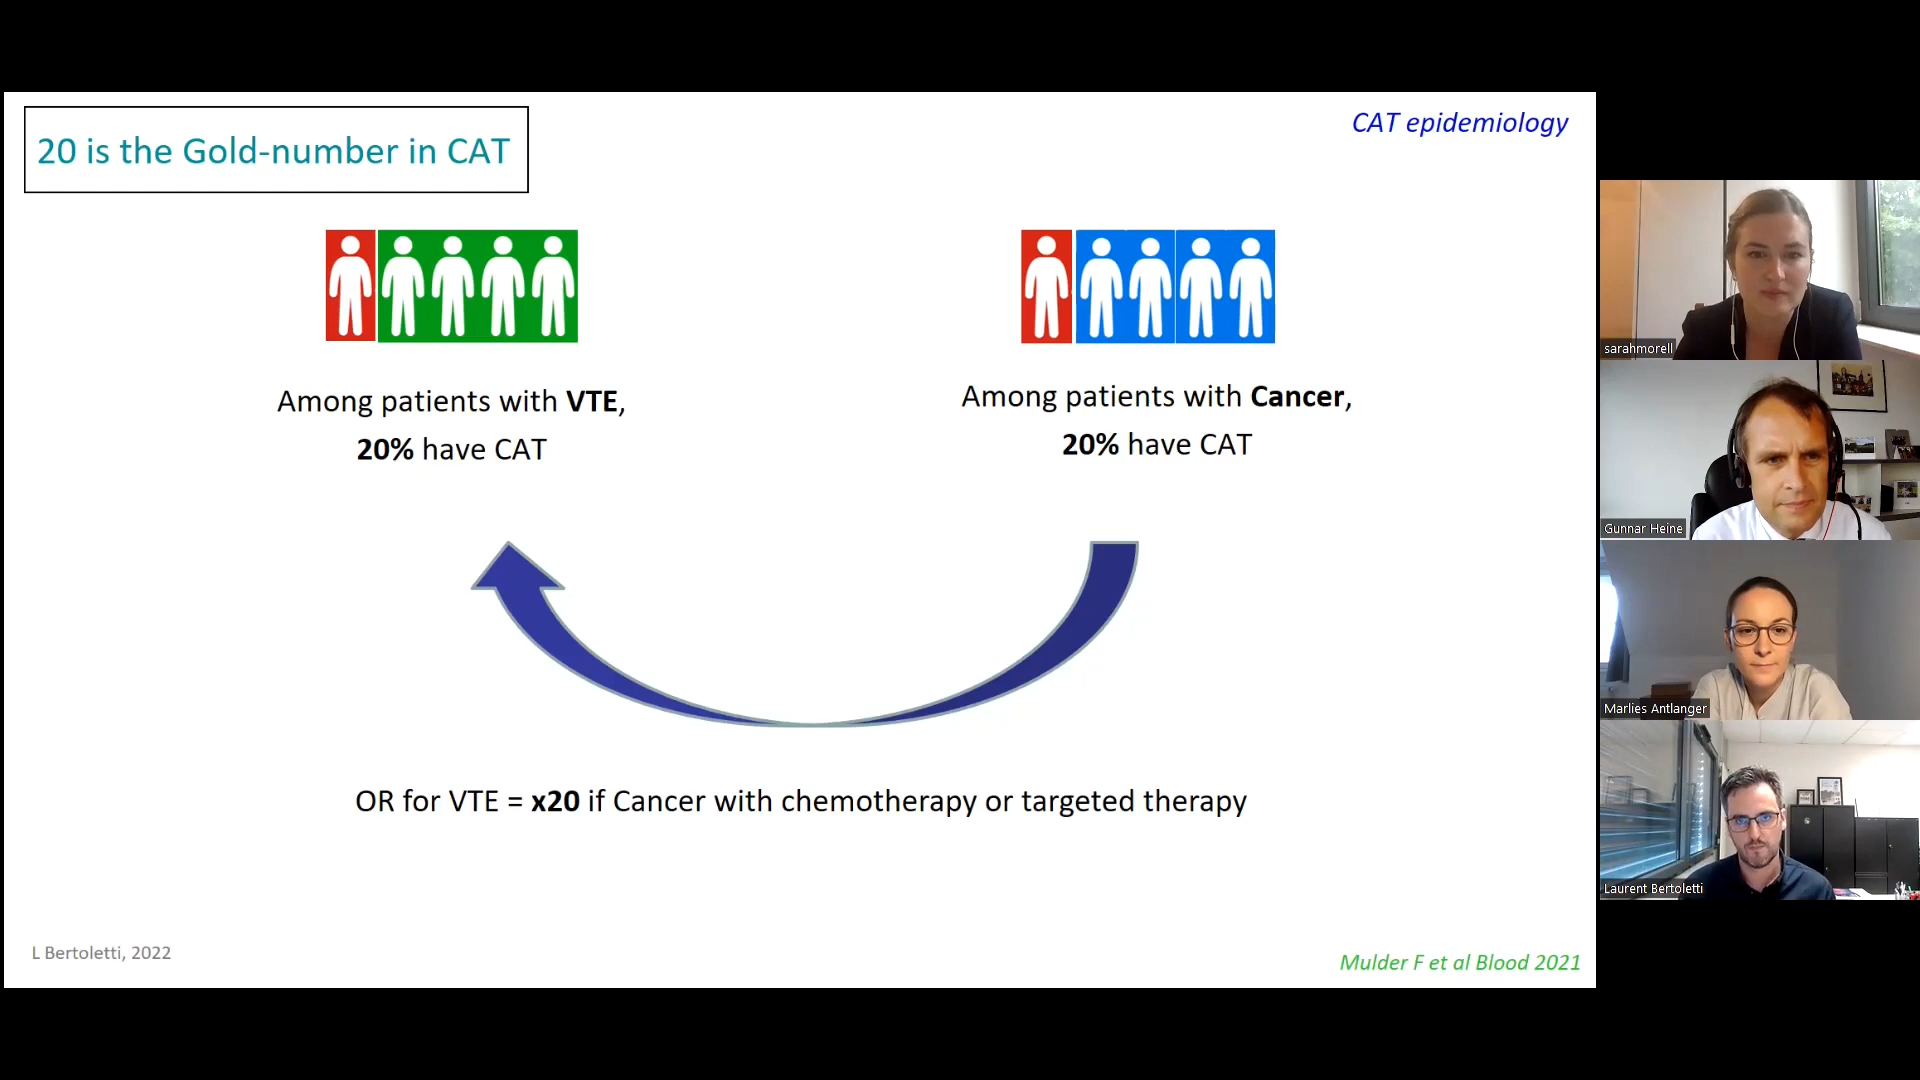 20 is the Gold-number in CAT
CAT epidemiology
Among patients with VTE,
20% have CAT
Among patients with Cancer,
20% have CAT
OR for VTE = x20 if Cancer with chemotherapy or targeted therapy
L Bertoletti, 2022
Mulder F et al Blood 2021
sarahmorell
Gunnar Heine
Marlies Antlanger
Laurent Bertoletti